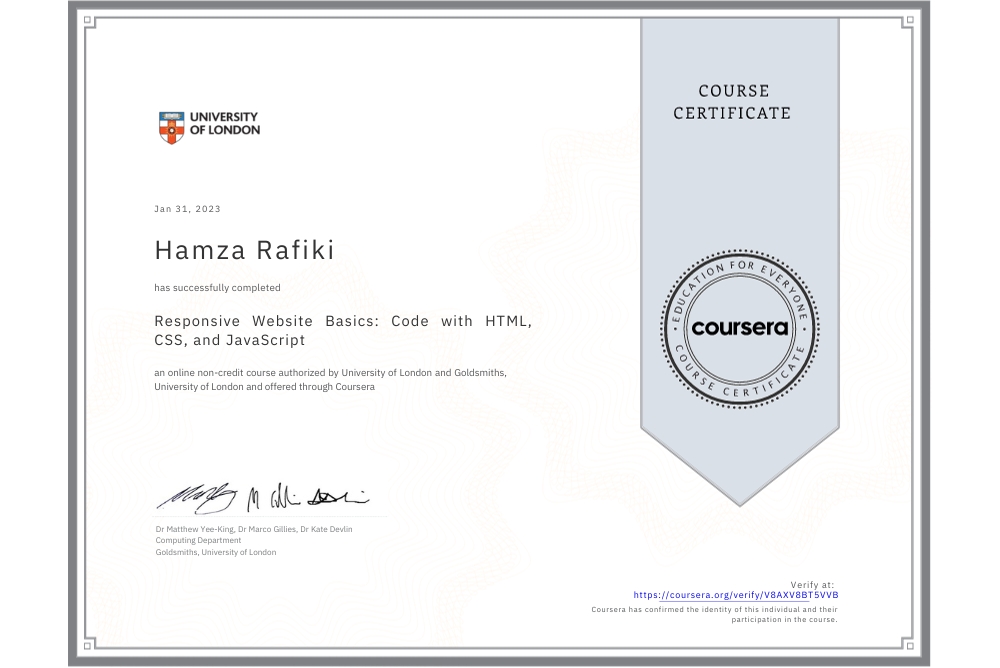 COURSE
CERTIFICATE
UNIVERSITY
OF LONDON
Jan 31, 2023
Hamza Rafiki
has successfully completed
Responsive Website Basics: Code with HTML,
CSS, and JavaScript
an online non-credit course authorized by University of London and Goldsmiths,
University of London and offered through Coursera
EDUCATION FOR EVERYONE
coursera
COURSE CERTIFICATE
Dr Matthew Yee-King, Dr Marco Gillies, Dr Kate Devlin
Computing Department
Goldsmiths, University of London
Verify at:
https://coursera.org/verify/V8AXV8BT5VVB
Coursera has confirmed the identity of this individual and their
participation in the course.